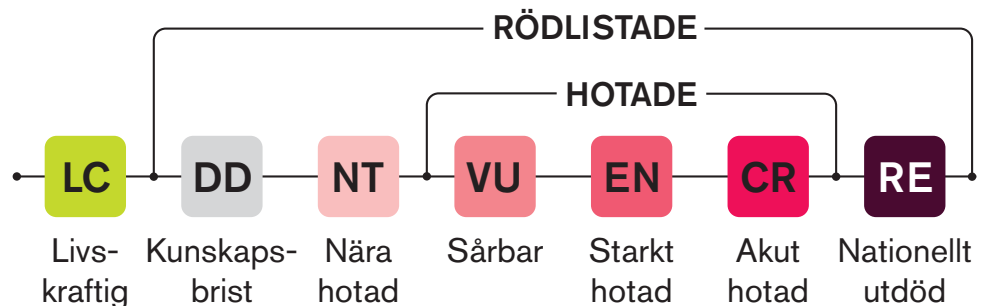 RÖDLISTADE
HOTADE
LC DD NT VU EN CR RE
Livs- Kunskaps- Nära Sårbar Starkt Akut Nationellt
kraftig brist hotad hotad hotad utdöd